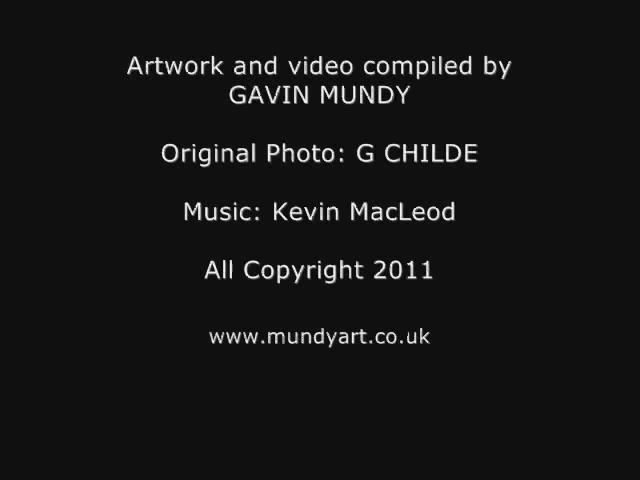 Artwork and video compiled by
GAVIN MUNDY
Original Photo: G CHILDE
Music: Kevin MacLeod
All Copyright 2011
www.mundyart.co.uk